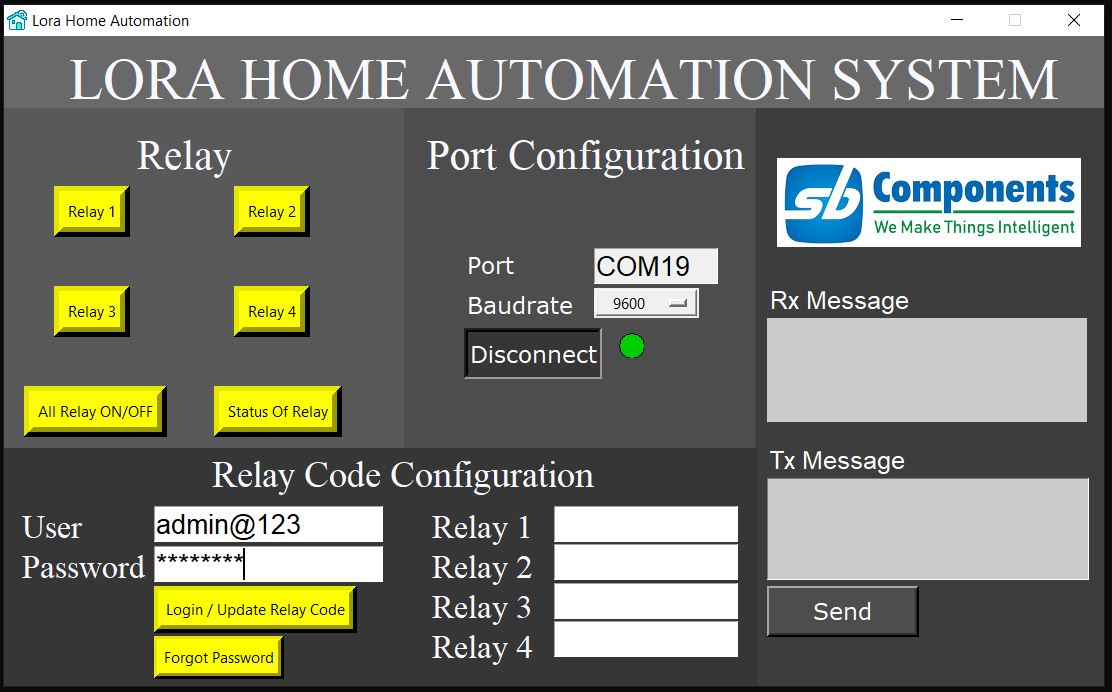 Lora Home Automation
LORA HOME AUTOMATION SYSTEM
Relay
Relay 1
Relay 2
Relay 3
Relay 4
All Relay ON/OFF
Status Of Relay
Port Configuration
Port
COM19
Baudrate
9600
Disconnect
sb Components
We Make Things Intelligent
Rx Message
Tx Message
Send
Relay Code Configuration
User
admin@123
Password
********
Login / Update Relay Code
Forgot Password
Relay 1
Relay 2
Relay 3
Relay 4